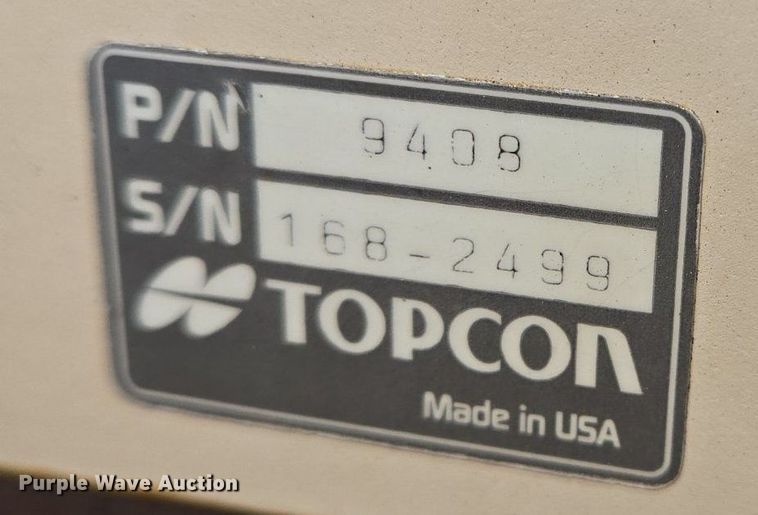 P/N 9408
S/N 168-2499
TOPCON
Made in USA
Purple Wave Auction